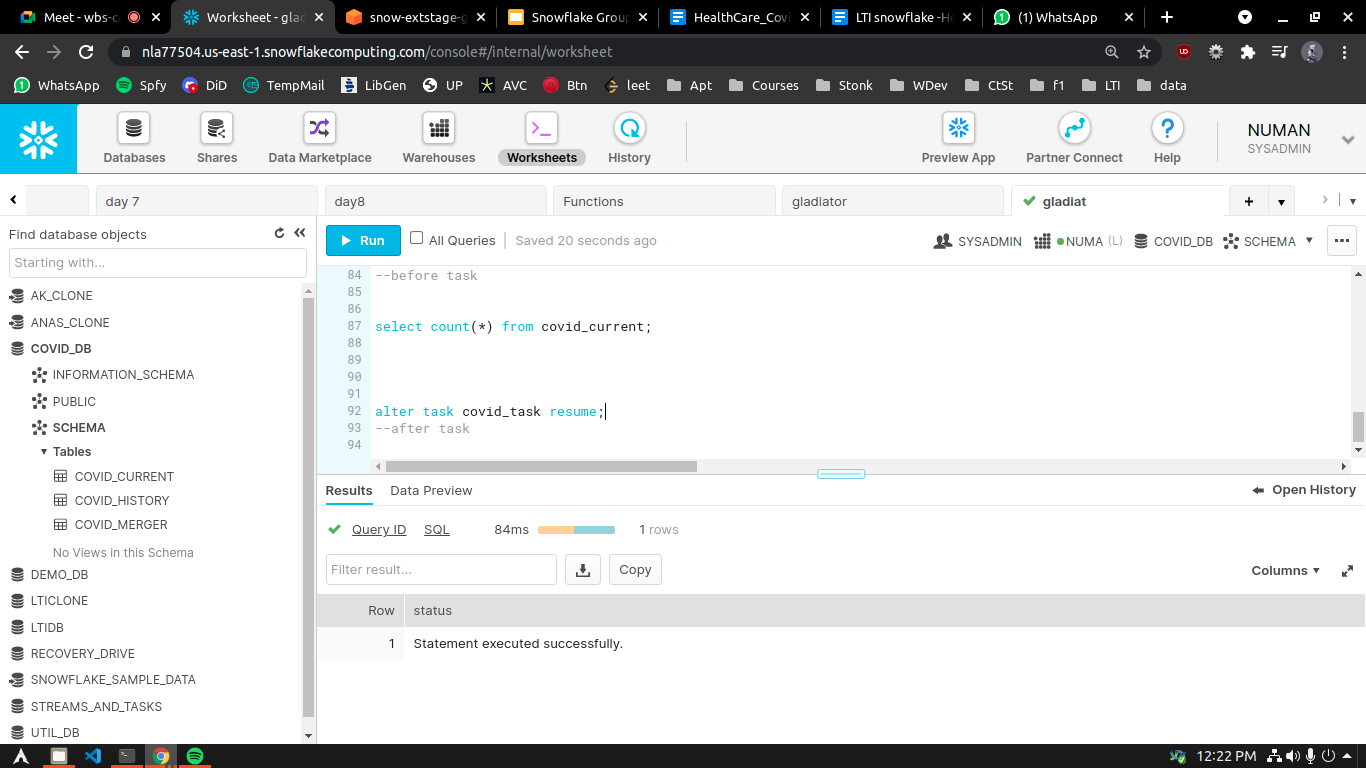 Meet - wbs-c
Worksheet - glad
snow-extstage-g
Snowflake Group
HealthCare_Covi
LTI snowflake -He
(1) WhatsApp
nla77504.us-east-1.snowflakecomputing.com/console#/internal/worksheet
WhatsApp
Spfy
DiD
TempMail
LibGen
UP
AVC
Btn
leet
Apt
Courses
Stonk
WDev
CtSt
f1
LTI
data
Databases
Shares
Data Marketplace
Warehouses
Worksheets
History
Preview App
Partner Connect
Help
NUMAN
SYSADMIN
day 7
day8
Functions
gladiator
gladiat
Find database objects
Starting with...
AK_CLONE
ANAS_CLONE
COVID_DB
INFORMATION_SCHEMA
PUBLIC
SCHEMA
Tables
COVID_CURRENT
COVID_HISTORY
COVID_MERGER
No Views in this Schema
DEMO_DB
LTICLONE
LTIDB
RECOVERY_DRIVE
SNOWFLAKE_SAMPLE_DATA
STREAMS_AND_TASKS
UTIL_DB
Run
All Queries
Saved 20 seconds ago
SYSADMIN
NUMA (L)
COVID_DB
SCHEMA
84 --before task
85
86
87 select count(*) from covid_current;
88
89
90
91
92 alter task covid_task resume;
93 --after task
94
Results
Data Preview
Open History
Query ID
SQL
84ms
1 rows
Filter result...
Copy
Columns
Row status
1 Statement executed successfully.
12:22 PM